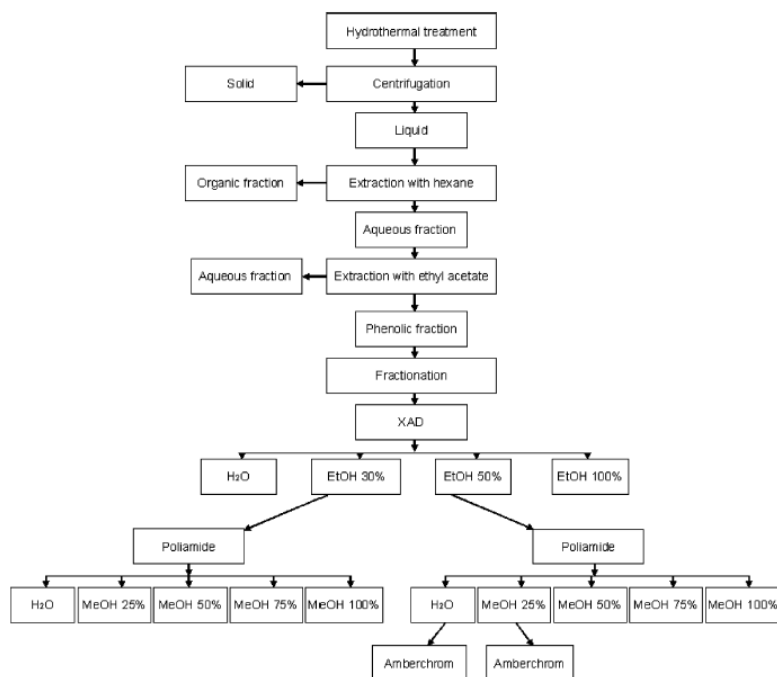 Hydrothermal treatment
Solid
Centrifugation
Liquid
Organic fraction
Extraction with hexane
Aqueous fraction
Aqueous fraction
Extraction with ethyl acetate
Phenolic fraction
Fractionation
XAD
H₂O
EtOH 30%
EtOH 50%
EtOH 100%
Poliamide
Poliamide
H₂O
MeOH 25%
MeOH 50%
MeOH 75%
MeOH 100%
H₂O
MeOH 25%
MeOH 50%
MeOH 75%
MeOH 100%
Amberchrom
Amberchrom